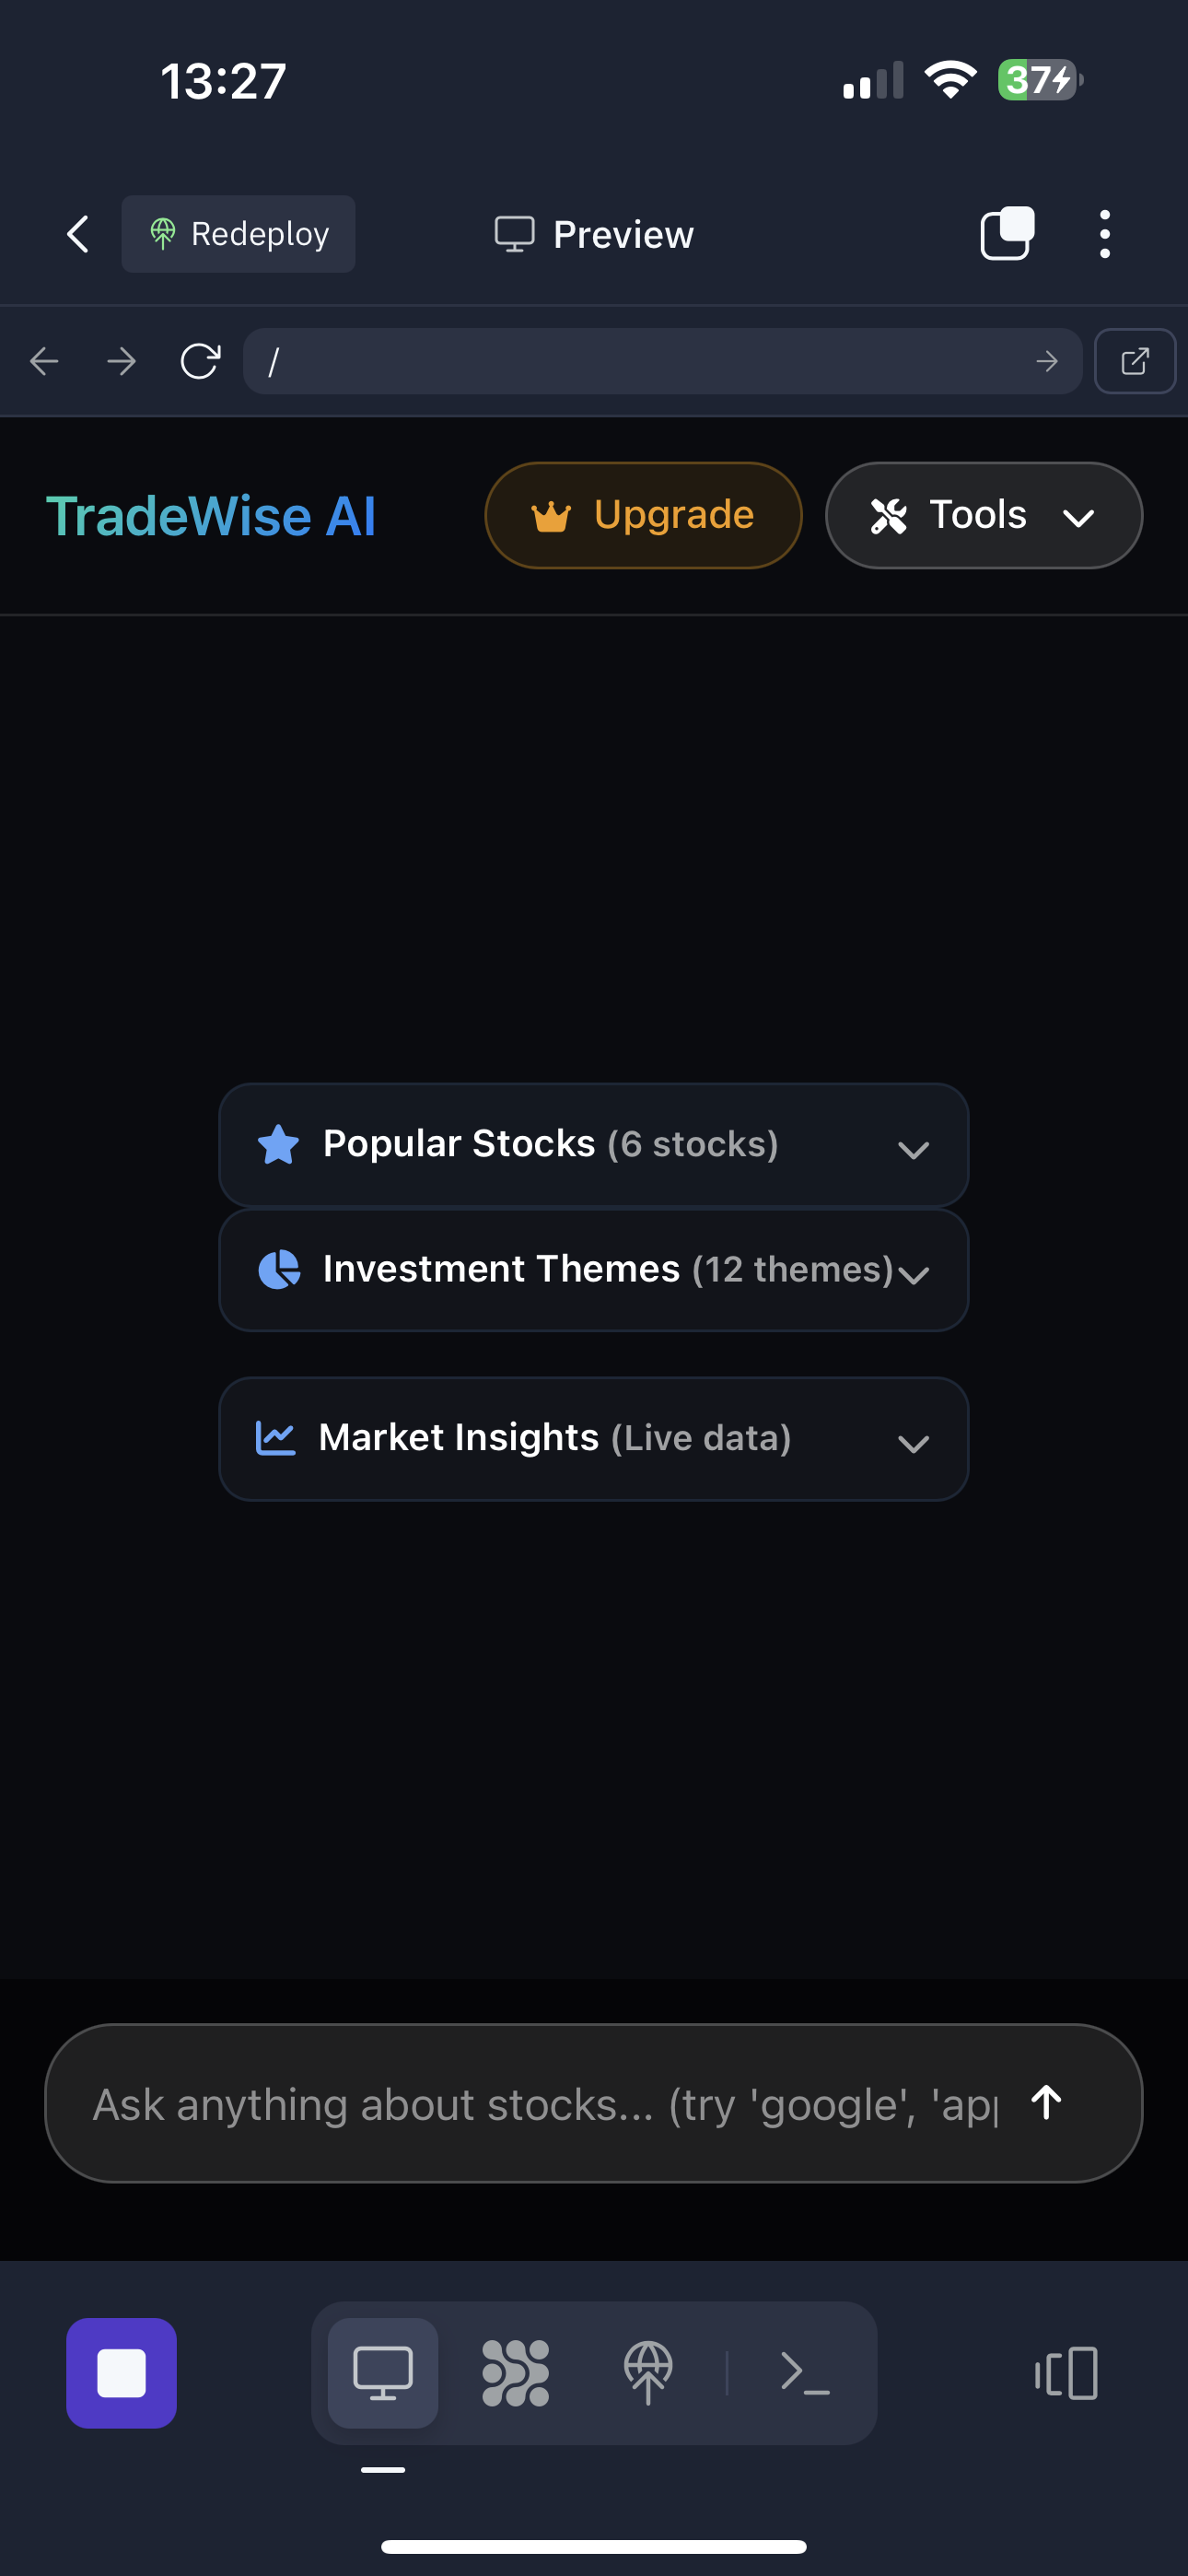 13:27
37
Redeploy
Preview
/
TradeWise AI
Upgrade
Tools
Popular Stocks (6 stocks)
Investment Themes (12 themes)
Market Insights (Live data)
Ask anything about stocks... (try 'google', 'ap